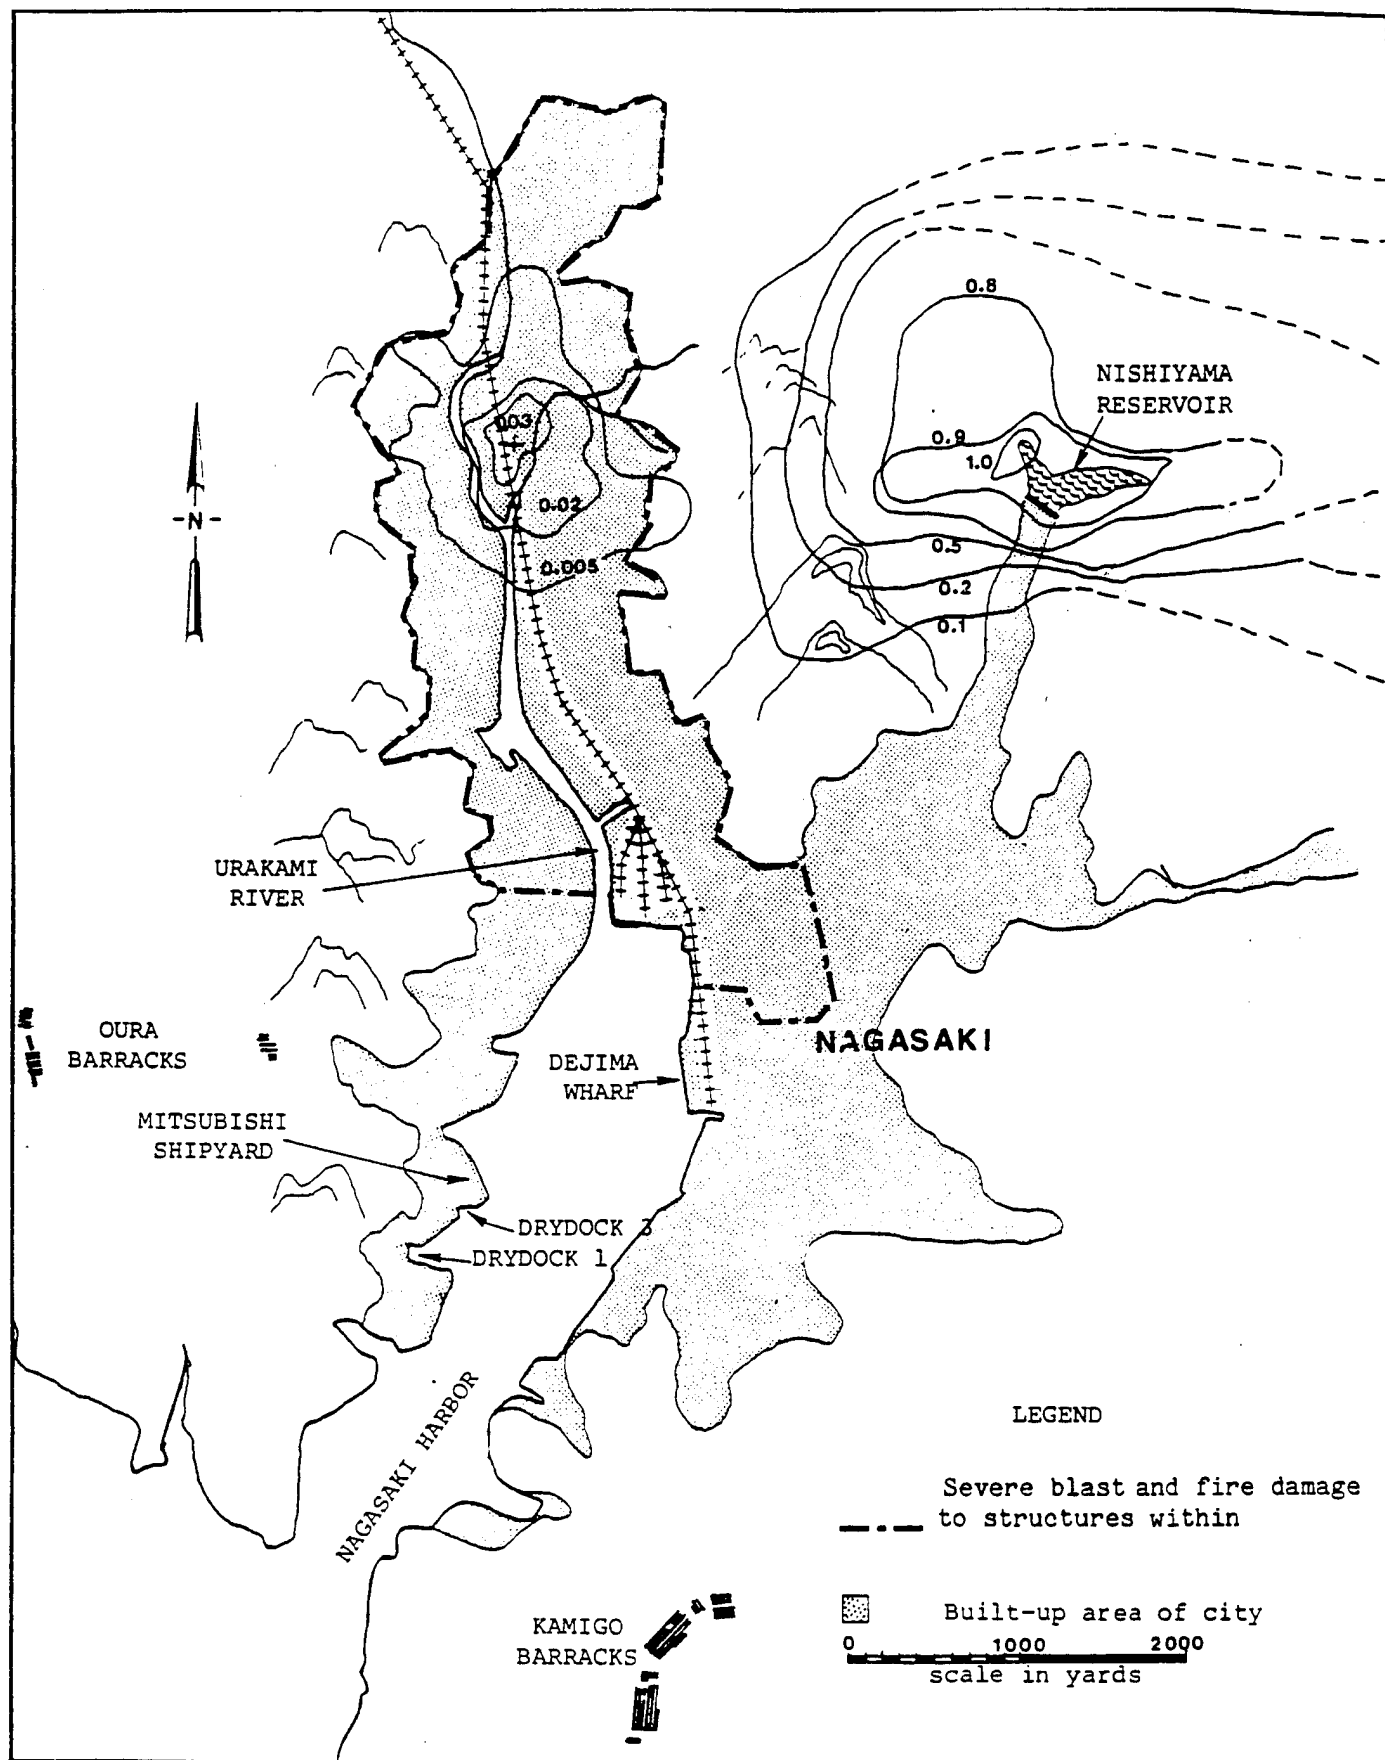 0.8
NISHIYAMA
RESERVOIR
0.9
1.0
0.03
0.02
0.005
-N-
0.5
0.2
0.1
URAKAMI
RIVER
OURA
BARRACKS
NAGASAKI
DEJIMA
WHARF
MITSUBISHI
SHIPYARD
DRYDOCK 3
DRYDOCK 1
NAGASAKI HARBOR
LEGEND
Severe blast and fire damage
to structures within
Built-up area of city
0 1000 2000
scale in yards
KAMIGO
BARRACKS